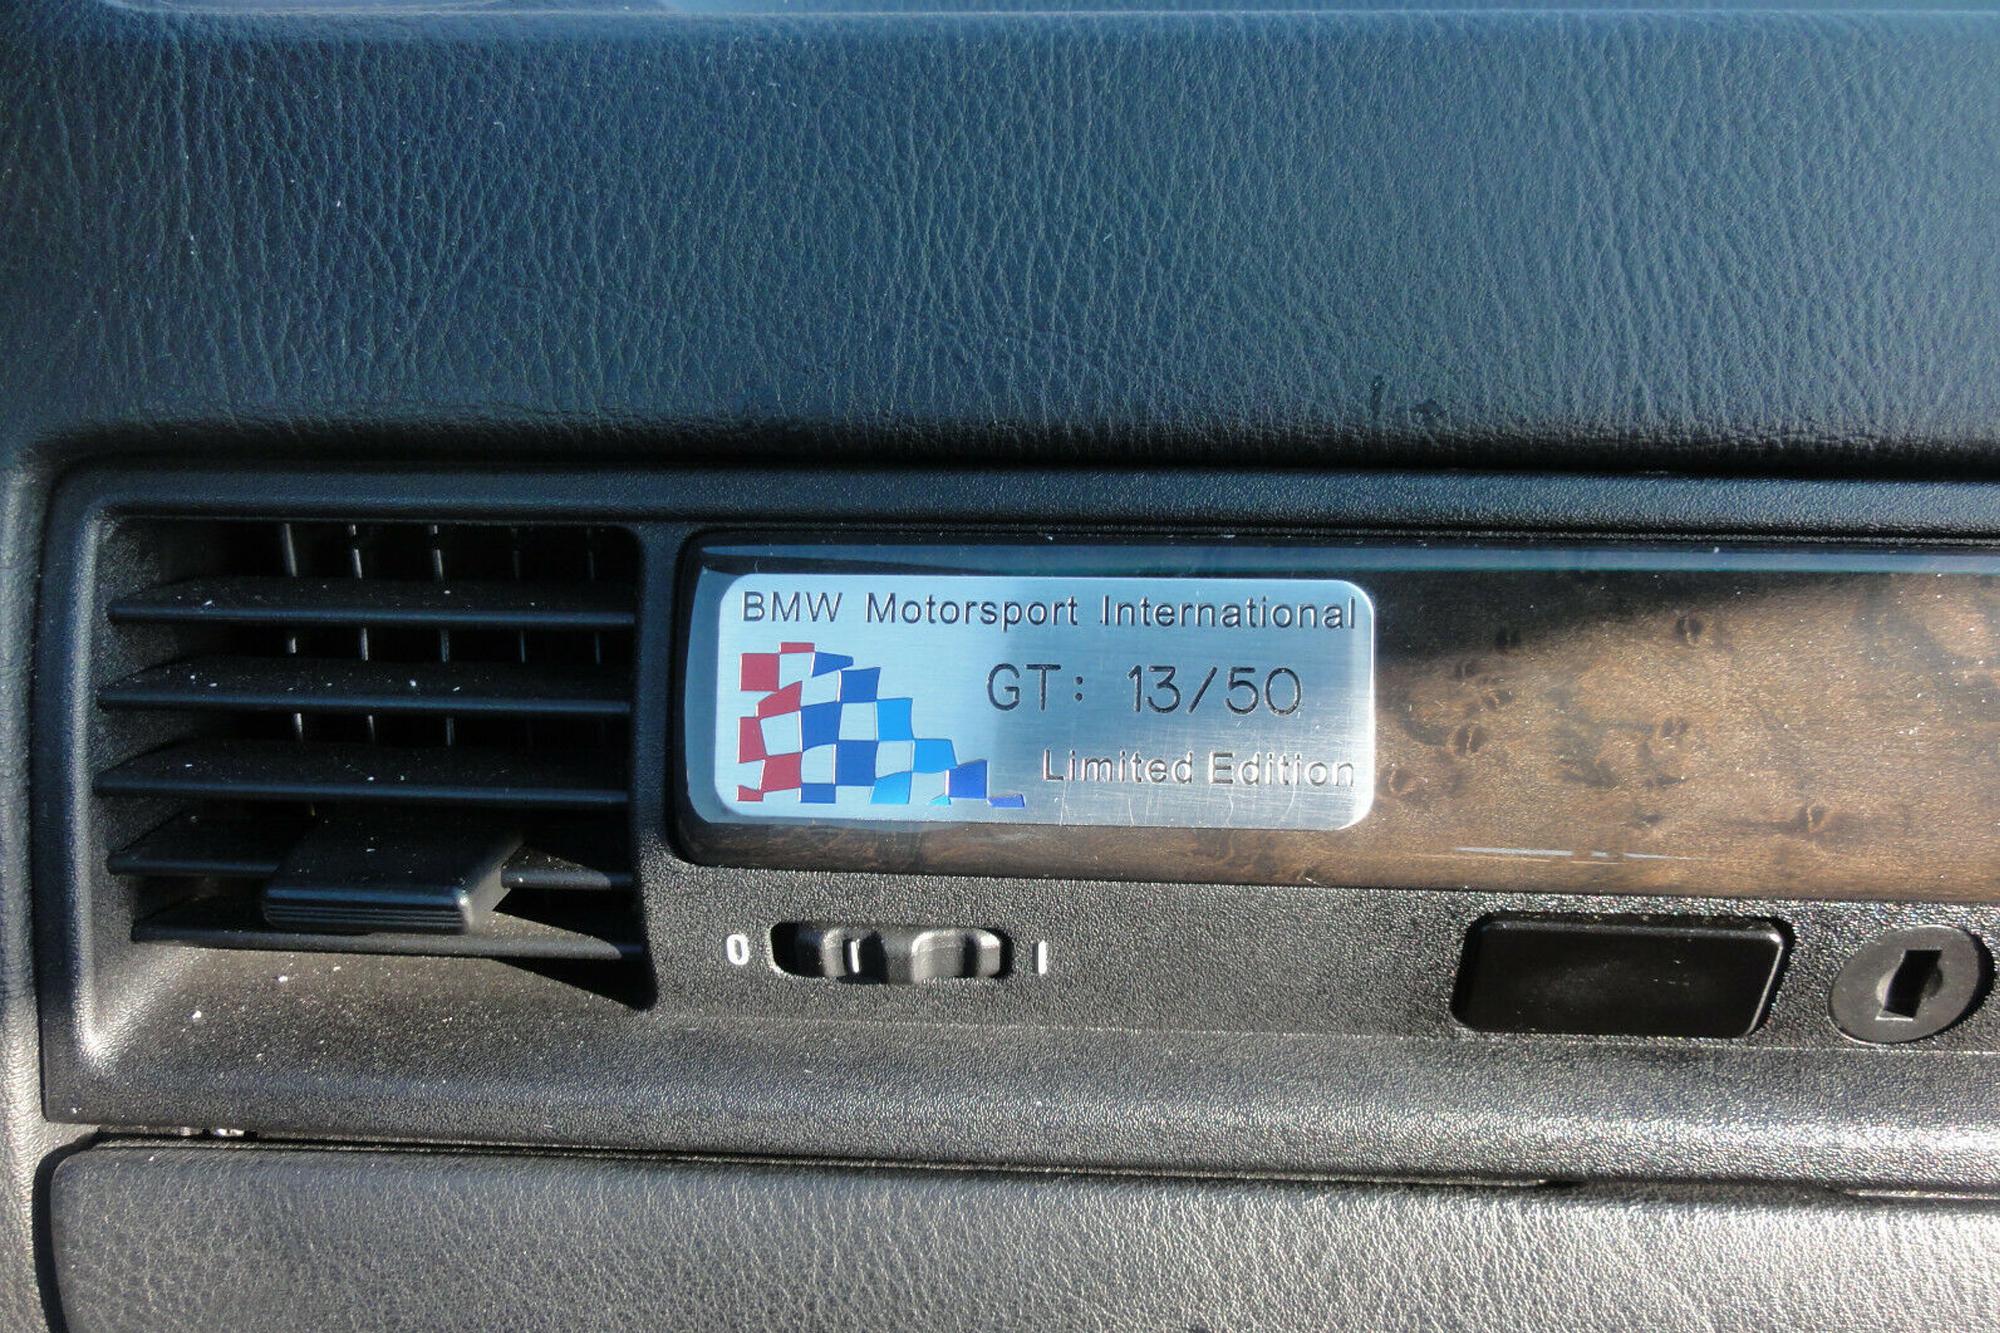 BMW Motorsport International
GT: 13/50
Limited Edition
0 I